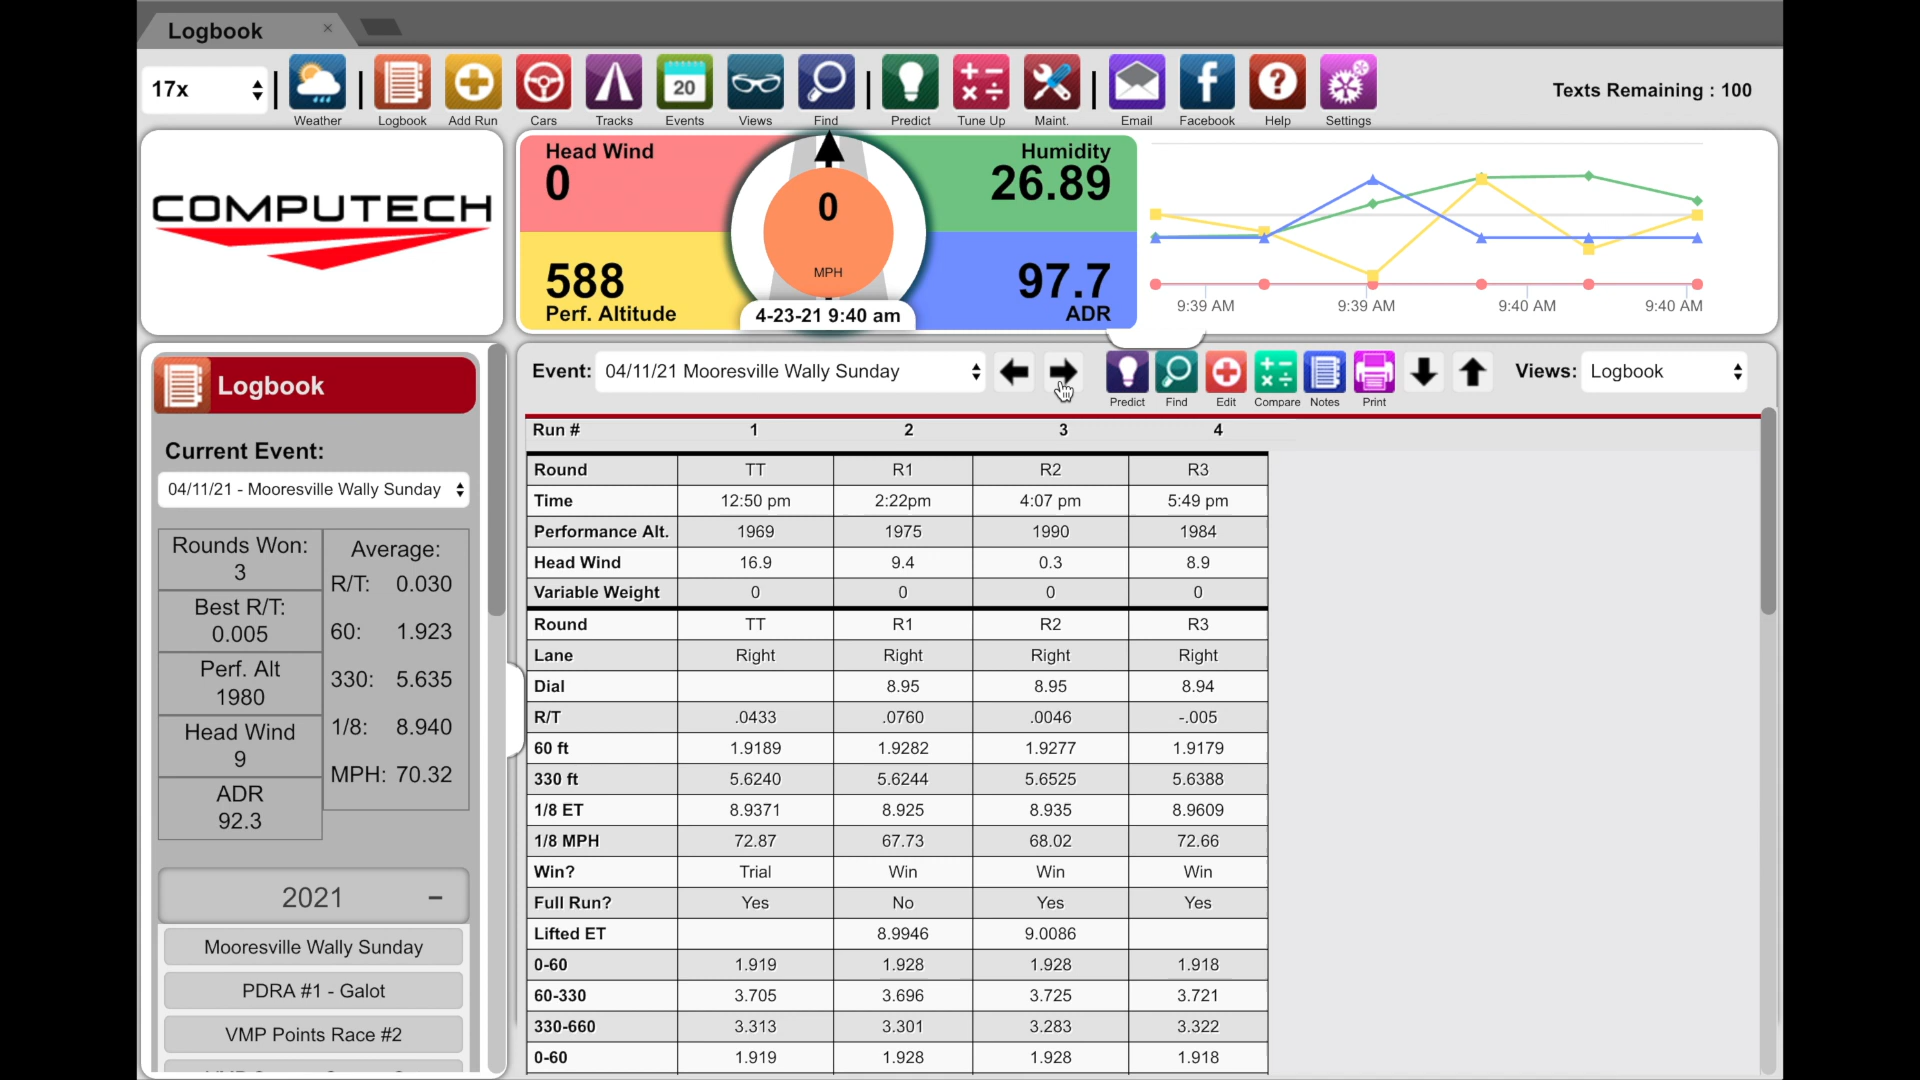 Logbook
17x
Weather
Logbook
Add Run
Cars
Tracks
20
Events
Views
Find
Predict
Tune Up
Maint.
Email
Facebook
Help
Settings
Texts Remaining : 100
COMPUTECH
Head Wind
0
Humidity
26.89
0
MPH
588
Perf. Altitude
97.7
ADR
4-23-21 9:40 am
9:39 AM 9:39 AM 9:40 AM 9:40 AM
Logbook
Current Event:
04/11/21 - Mooresville Wally Sunday
Rounds Won:
3
Best R/T:
0.005
Perf. Alt
1980
Head Wind
9
ADR
92.3
Average:
R/T: 0.030
60: 1.923
330: 5.635
1/8: 8.940
MPH: 70.32
2021 −
Mooresville Wally Sunday
PDRA #1 - Galot
VMP Points Race #2
Event: 04/11/21 Mooresville Wally Sunday
Predict
Find
Edit
Compare
Notes
Print
Views: Logbook
Run # 1 2 3 4
Round TT R1 R2 R3
Time 12:50 pm 2:22pm 4:07 pm 5:49 pm
Performance Alt. 1969 1975 1990 1984
Head Wind 16.9 9.4 0.3 8.9
Variable Weight 0 0 0 0
Round TT R1 R2 R3
Lane Right Right Right Right
Dial 8.95 8.95 8.94
R/T .0433 .0760 .0046 -.005
60 ft 1.9189 1.9282 1.9277 1.9179
330 ft 5.6240 5.6244 5.6525 5.6388
1/8 ET 8.9371 8.925 8.935 8.9609
1/8 MPH 72.87 67.73 68.02 72.66
Win? Trial Win Win Win
Full Run? Yes No Yes Yes
Lifted ET 8.9946 9.0086
0-60 1.919 1.928 1.928 1.918
60-330 3.705 3.696 3.725 3.721
330-660 3.313 3.301 3.283 3.322
0-60 1.919 1.928 1.928 1.918